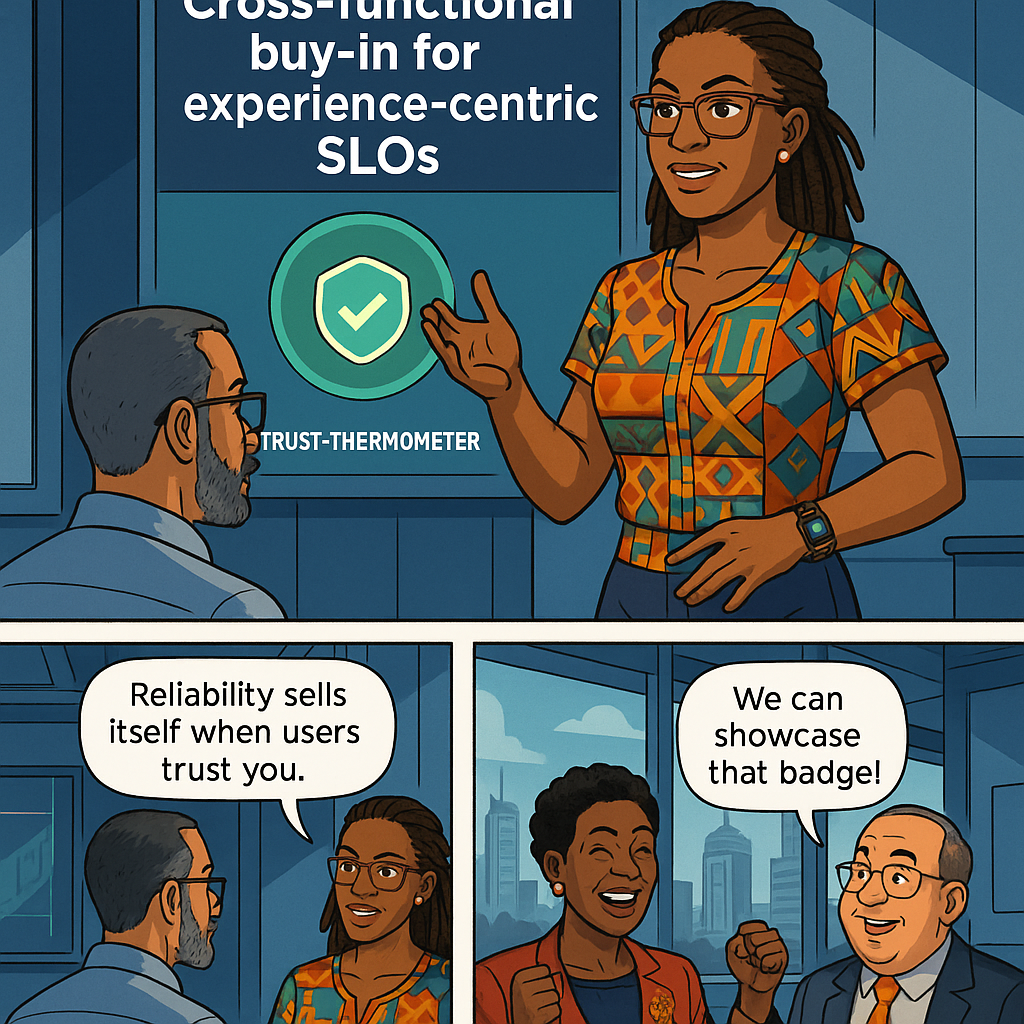 Cross-functional
buy-in for
experience-centric
SLOs
TRUST-THERMOMETER
Reliability sells
itself when users
trust you.
We can
showcase
that badge!